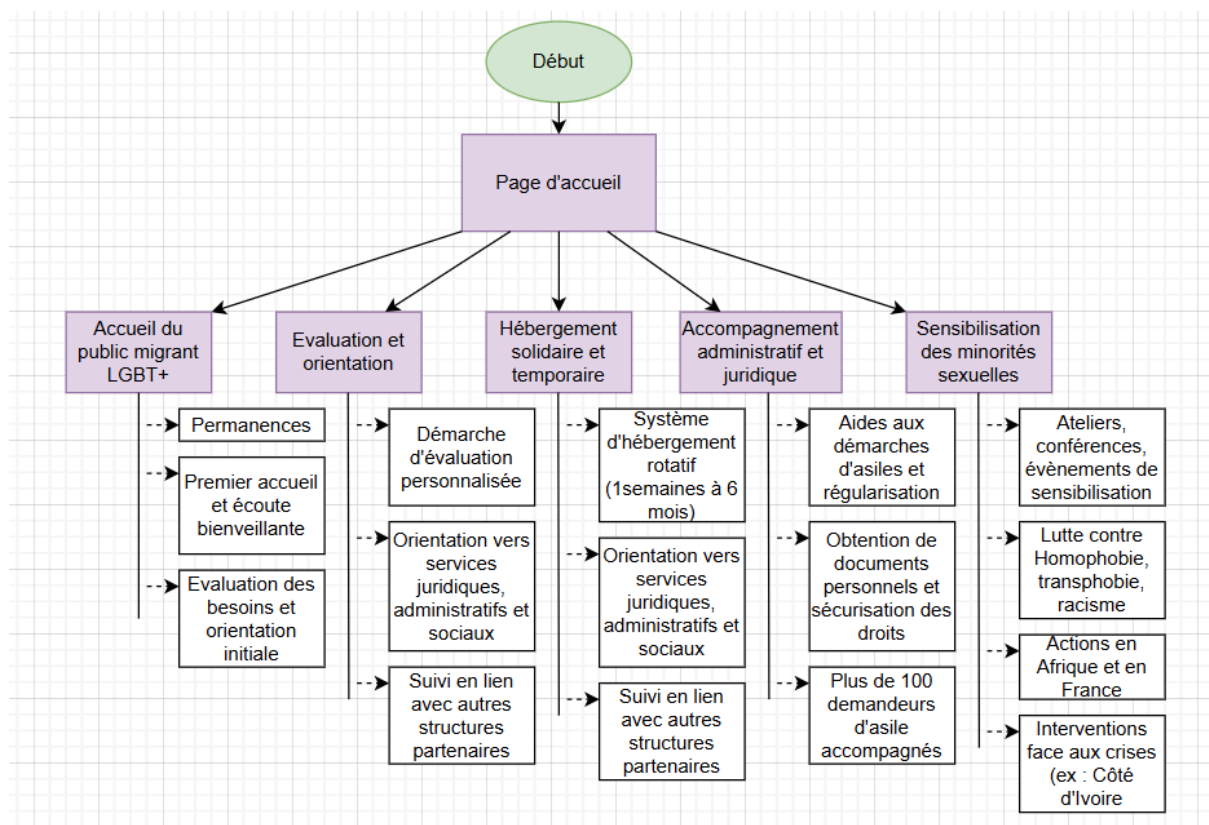 Début
Page d'accueil
Accueil du
public migrant
LGBT+
Permanences
Premier accueil
et écoute
bienveillante
Evaluation des
besoins et
orientation
initiale
Evaluation et
orientation
Démarche
d'évaluation
personnalisée
Orientation vers
services
juridiques,
administratifs et
sociaux
Suivi en lien
avec autres
structures
partenaires
Hébergement
solidaire et
temporaire
Système
d'hébergement
rotatif
(1semaines à 6
mois)
Orientation vers
services
juridiques,
administratifs et
sociaux
Suivi en lien
avec autres
structures
partenaires
Accompagnement
administratif et
juridique
Aides aux
démarches
d'asiles et
régularisation
Obtention de
documents
personnels et
sécurisation des
droits
Plus de 100
demandeurs
d'asile
accompagnés
Sensibilisation
des minorités
sexuelles
Ateliers,
conférences,
évènements de
sensibilisation
Lutte contre
Homophobie,
transphobie,
racisme
Actions en
Afrique et en
France
Interventions
face aux crises
(ex : Côté
d'Ivoire